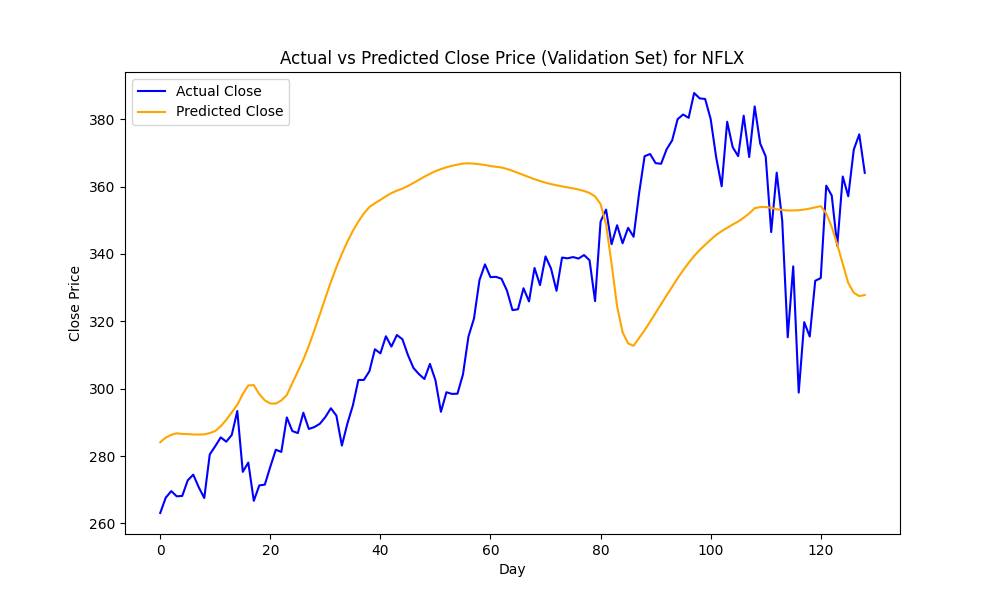 Actual vs Predicted Close Price (Validation Set) for NFLX
Actual Close
Predicted Close
Close Price
380
360
340
320
300
280
260
0 20 40 60 80 100 120
Day